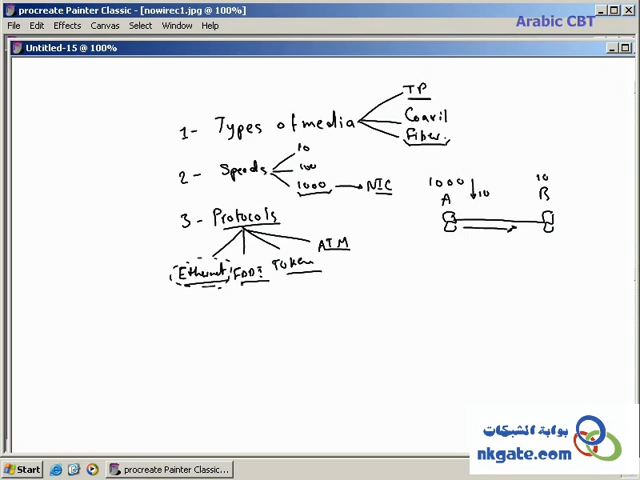 procreate Painter Classic - [nowirec1.jpg @ 100%]
Arabic CBT
File Edit Effects Canvas Select Movie Window Help
Untitled-15 @ 100%
TP
1- Types of media
Coaxil
Fiber.
10
2- Speeds
100
1000 NIC
1000 10 10
A B
3- Protocols
ATM
Ethernet FDDI Token
بوابة الشبكات
nkgate.com
Start procreate Painter Classic...